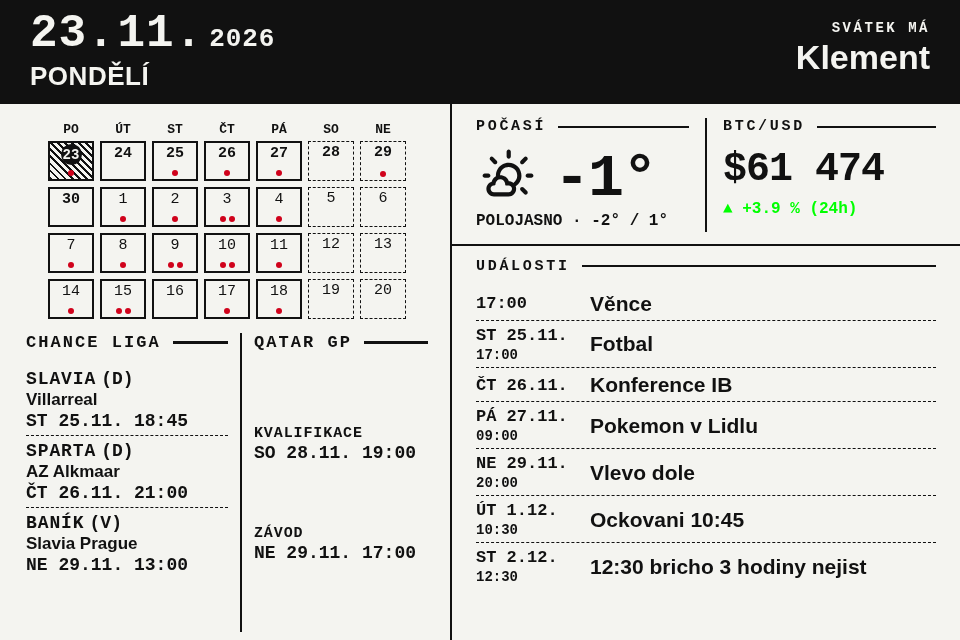 23.11. 2026
PONDĚLÍ
SVÁTEK MÁ
Klement
PO ÚT ST ČT PÁ SO NE
23 24 25 26 27 28 29
30 1 2 3 4 5 6
7 8 9 10 11 12 13
14 15 16 17 18 19 20
CHANCE LIGA
SLAVIA (D)
Villarreal
ST 25.11. 18:45
SPARTA (D)
AZ Alkmaar
ČT 26.11. 21:00
BANÍK (V)
Slavia Prague
NE 29.11. 13:00
QATAR GP
KVALIFIKACE
SO 28.11. 19:00
ZÁVOD
NE 29.11. 17:00
POČASÍ
-1°
POLOJASNO · -2° / 1°
BTC/USD
$61 474
▲ +3.9 % (24h)
UDÁLOSTI
17:00 Věnce
ST 25.11.
17:00
Fotbal
ČT 26.11. Konference IB
PÁ 27.11.
09:00
Pokemon v Lidlu
NE 29.11.
20:00
Vlevo dole
ÚT 1.12.
10:30
Ockovani 10:45
ST 2.12.
12:30
12:30 bricho 3 hodiny nejist